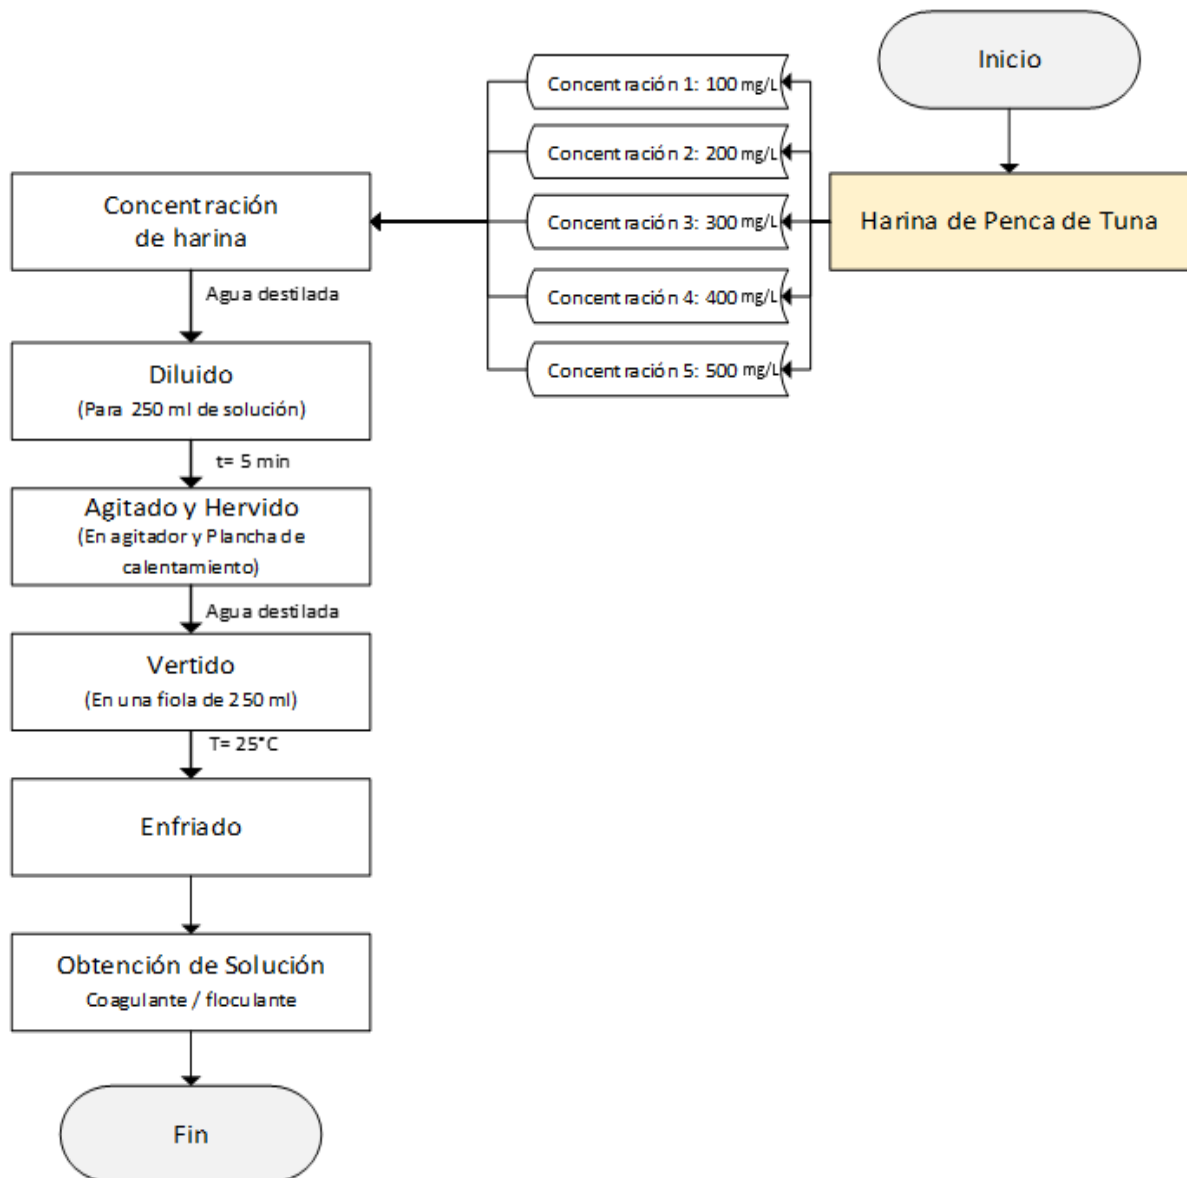 Inicio
Harina de Penca de Tuna
Concentración 1: 100 mg/L
Concentración 2: 200 mg/L
Concentración 3: 300 mg/L
Concentración 4: 400 mg/L
Concentración 5: 500 mg/L
Concentración
de harina
Agua destilada
Diluido
(Para 250 ml de solución)
t= 5 min
Agitado y Hervido
(En agitador y Plancha de
calentamiento)
Agua destilada
Vertido
(En una fiola de 250 ml)
T= 25°C
Enfriado
Obtención de Solución
Coagulante / floculante
Fin